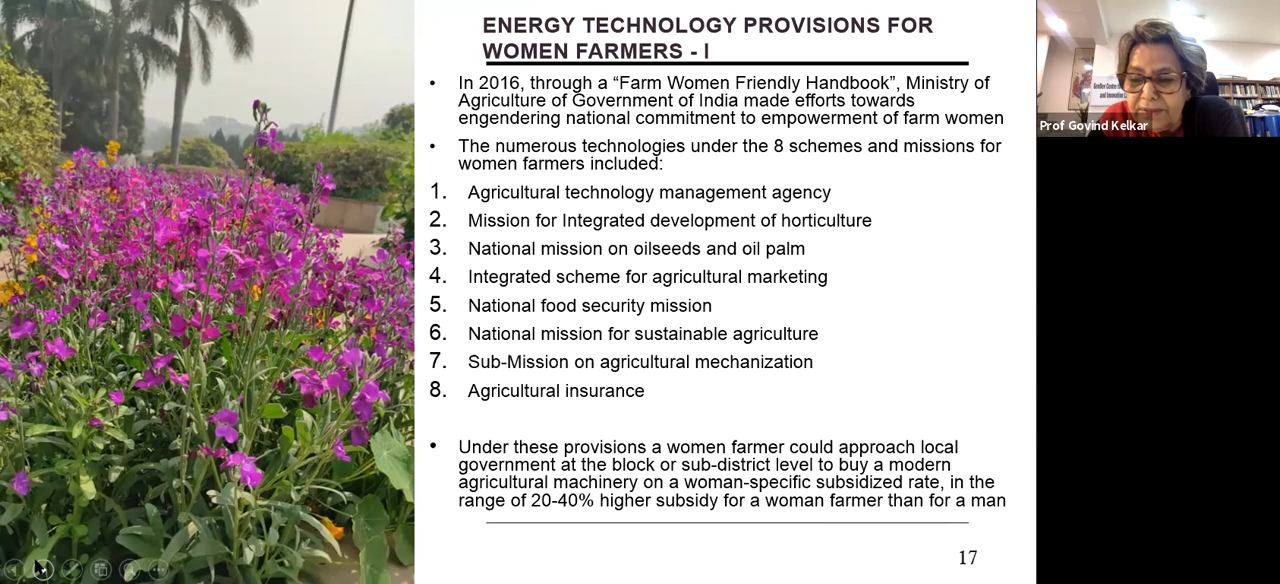 ENERGY TECHNOLOGY PROVISIONS FOR
WOMEN FARMERS - I
• In 2016, through a “Farm Women Friendly Handbook”, Ministry of
Agriculture of Government of India made efforts towards
engendering national commitment to empowerment of farm women
• The numerous technologies under the 8 schemes and missions for
women farmers included:
1. Agricultural technology management agency
2. Mission for Integrated development of horticulture
3. National mission on oilseeds and oil palm
4. Integrated scheme for agricultural marketing
5. National food security mission
6. National mission for sustainable agriculture
7. Sub-Mission on agricultural mechanization
8. Agricultural insurance
• Under these provisions a women farmer could approach local
government at the block or sub-district level to buy a modern
agricultural machinery on a woman-specific subsidized rate, in the
range of 20-40% higher subsidy for a woman farmer than for a man
17
Prof Govind Kelkar